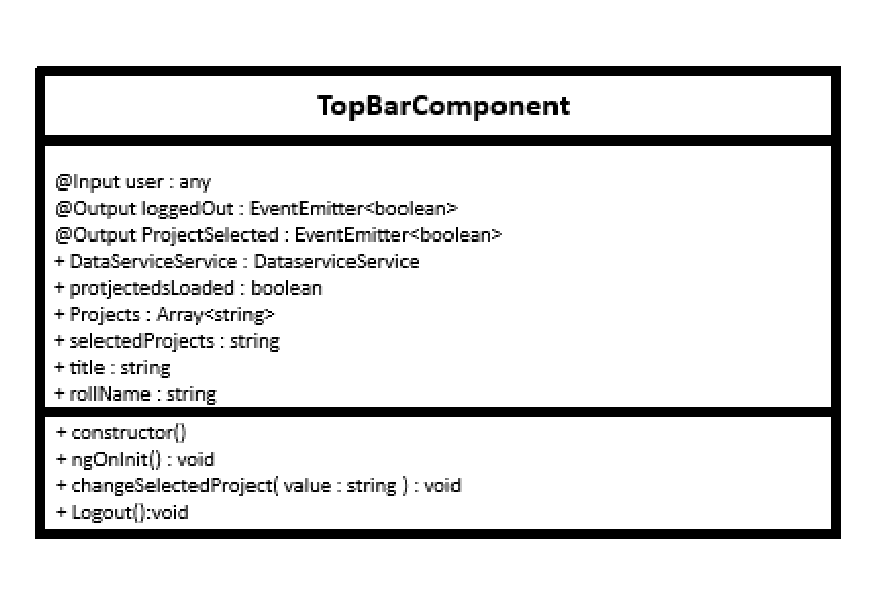 TopBarComponent
@Input user : any
@Output loggedOut : EventEmitter<boolean>
@Output ProjectSelected : EventEmitter<boolean>
+ DataServiceService : DataserviceService
+ protjectedsLoaded : boolean
+ Projects : Array<string>
+ selectedProjects : string
+ title : string
+ rollName : string
+ constructor()
+ ngOnInit() : void
+ changeSelectedProject( value : string ) : void
+ Logout():void